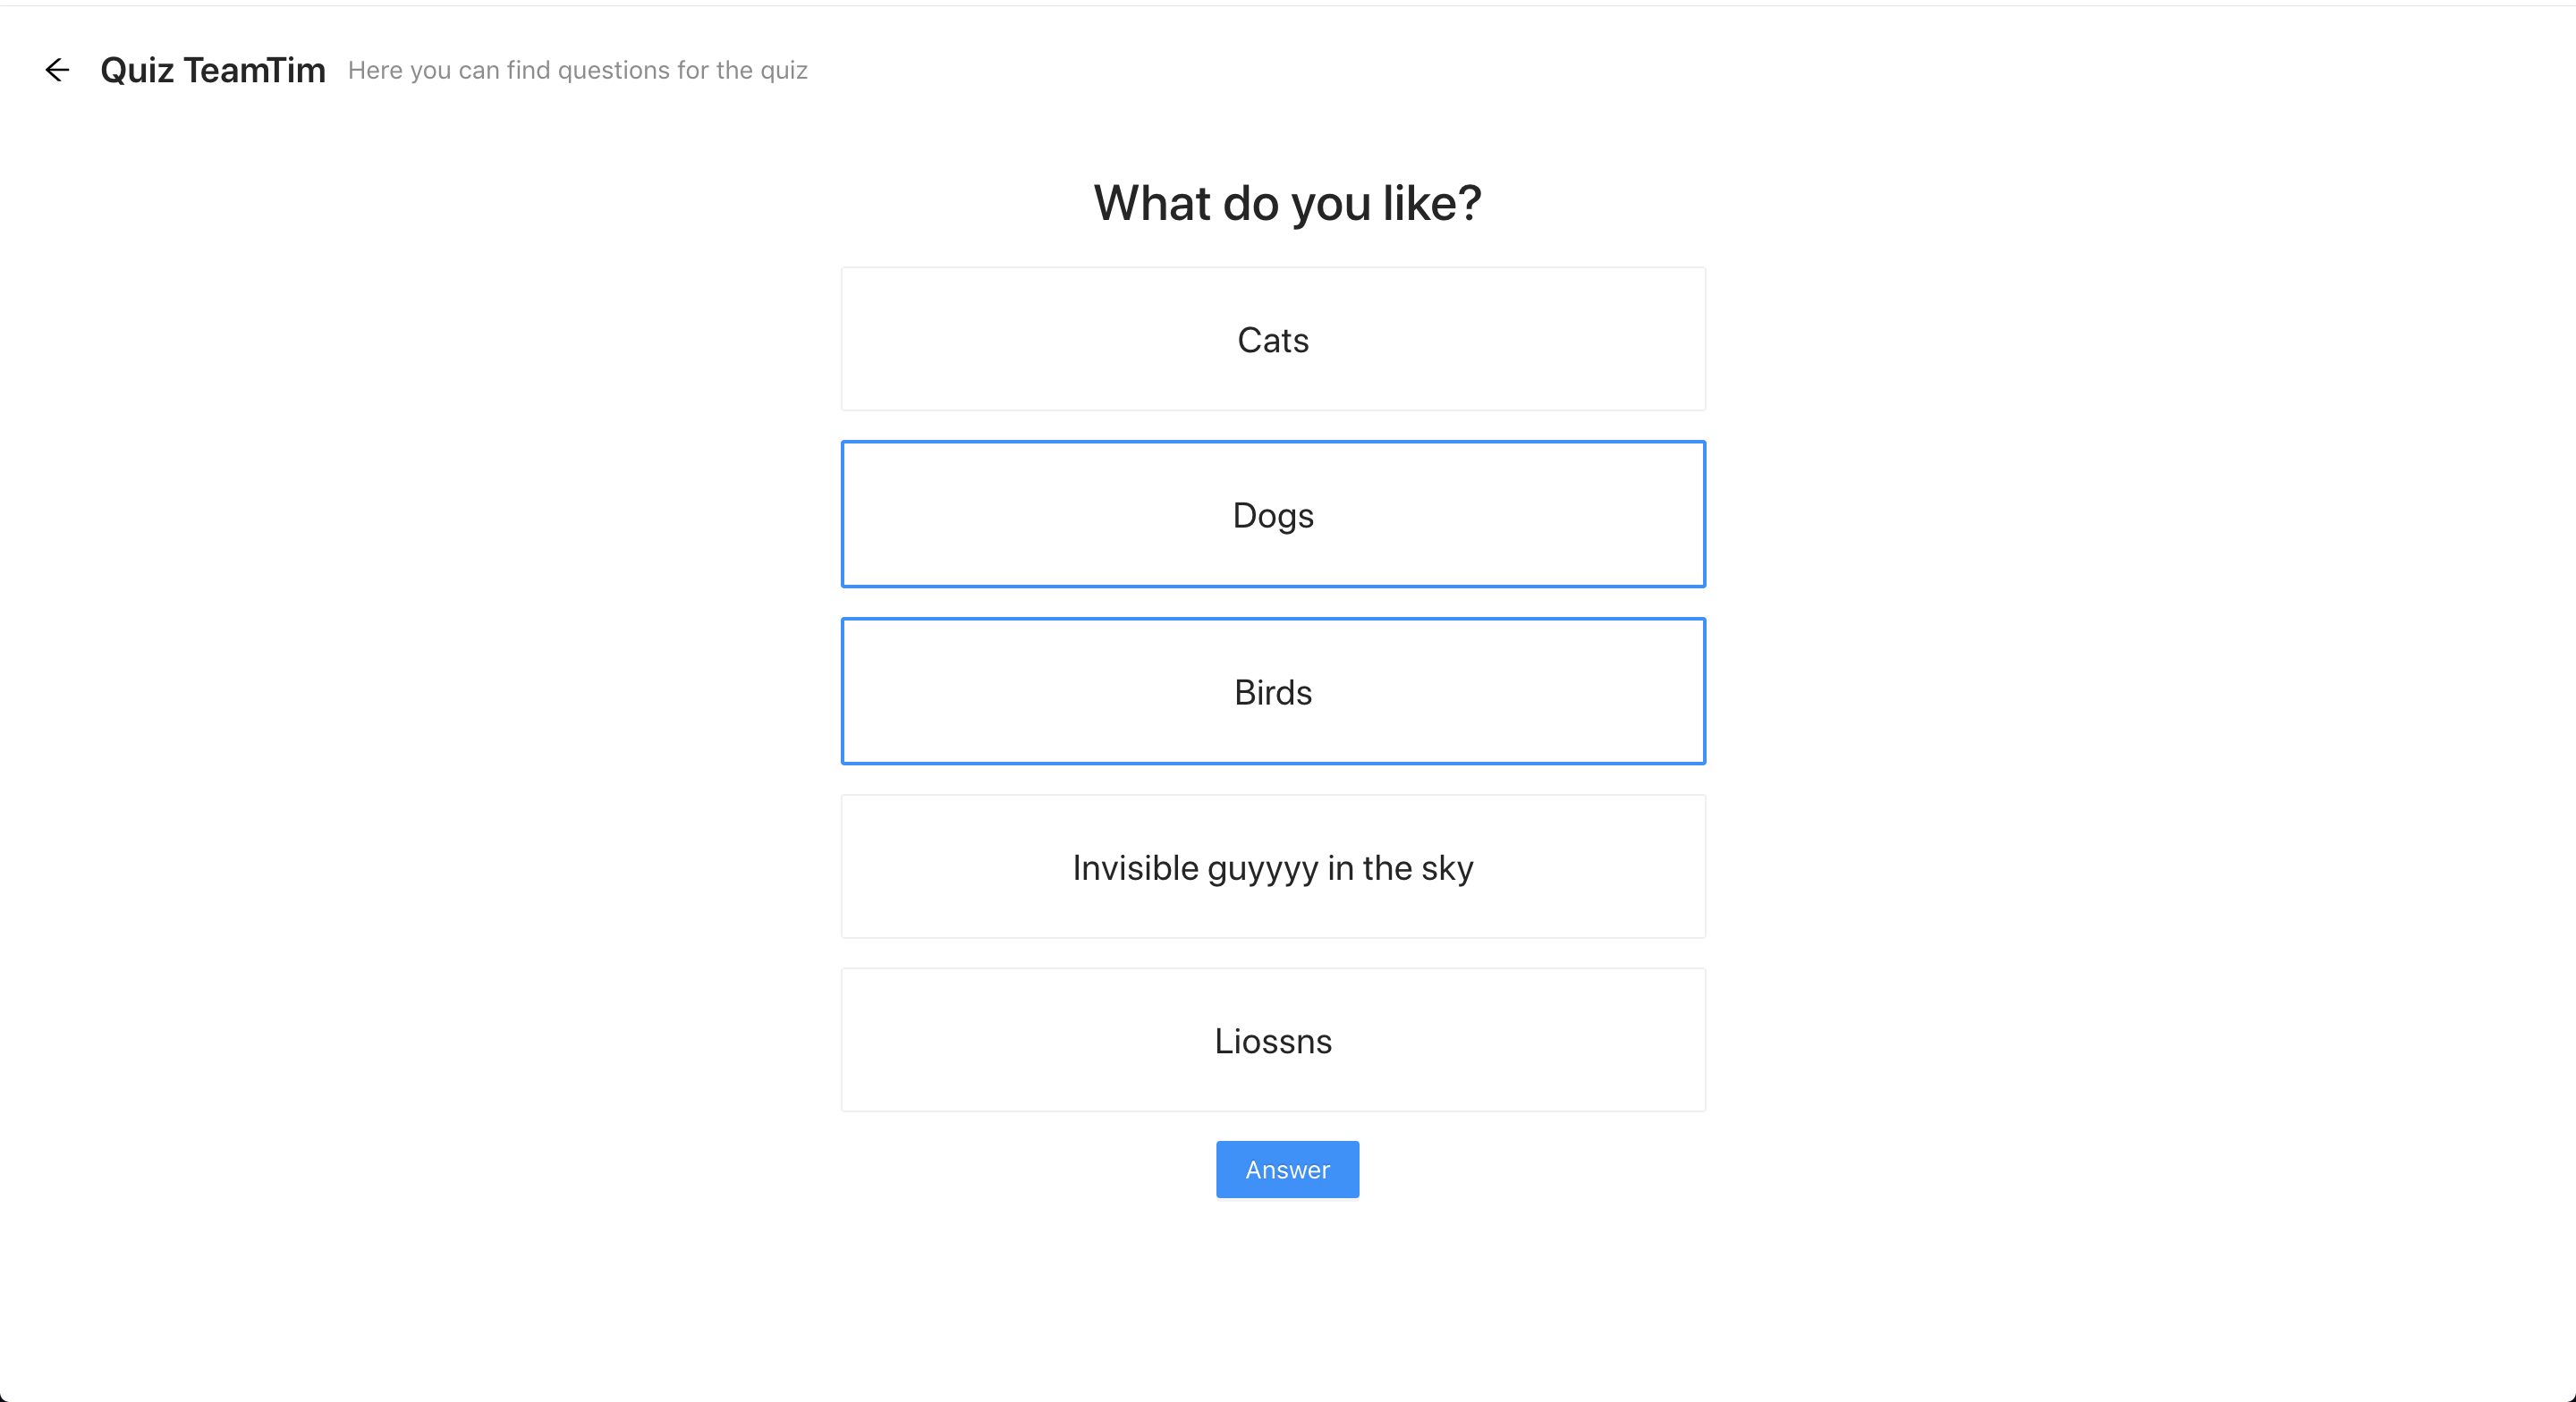 Quiz TeamTim Here you can find questions for the quiz
What do you like?
Cats
Dogs
Birds
Invisible guyyyy in the sky
Liossns
Answer